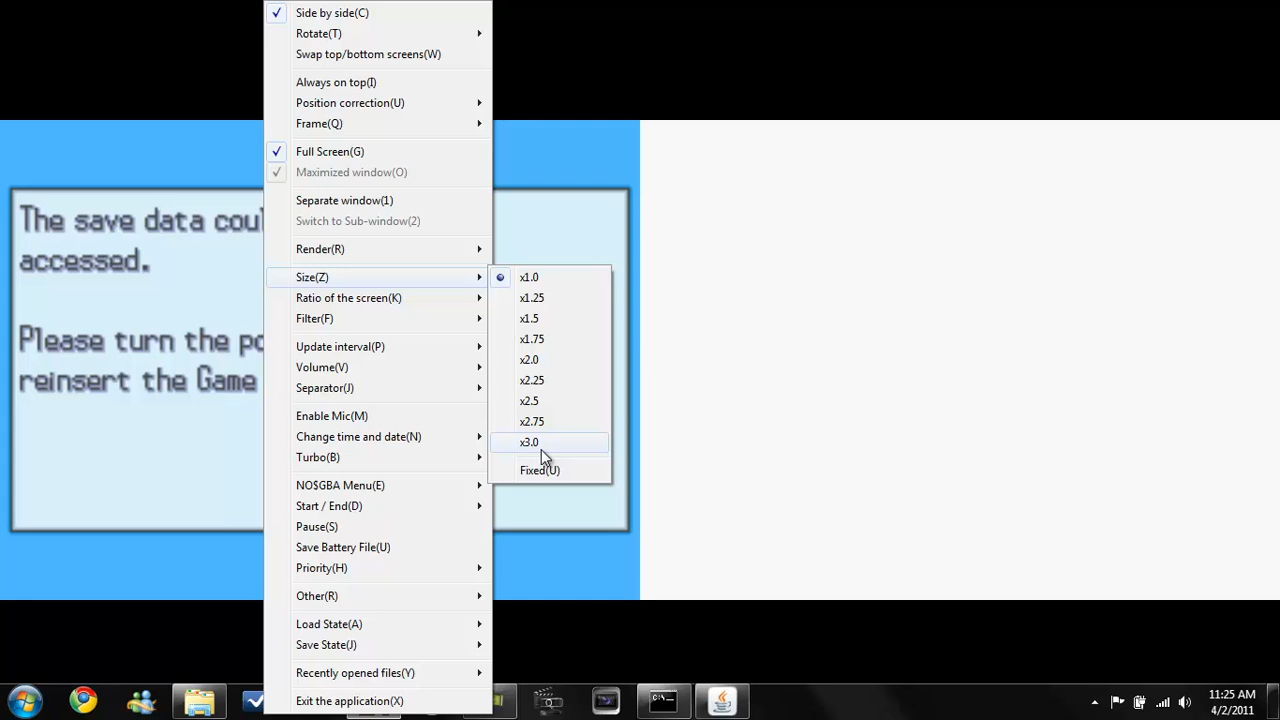 Side by side(C)
Rotate(T)
Swap top/bottom screens(W)
Always on top(I)
Position correction(U)
Frame(Q)
Full Screen(G)
Maximized window(O)
Separate window(1)
Switch to Sub-window(2)
Render(R)
Size(Z)
Ratio of the screen(K)
Filter(F)
Update interval(P)
Volume(V)
Separator(J)
Enable Mic(M)
Change time and date(N)
Turbo(B)
NO$GBA Menu(E)
Start / End(D)
Pause(S)
Save Battery File(U)
Priority(H)
Other(R)
Load State(A)
Save State(J)
Recently opened files(Y)
Exit the application(X)
x1.0
x1.25
x1.5
x1.75
x2.0
x2.25
x2.5
x2.75
x3.0
Fixed(U)
The save data coul
accessed.
Please turn the po
reinsert the Game
C:\.
11:25 AM
4/2/2011